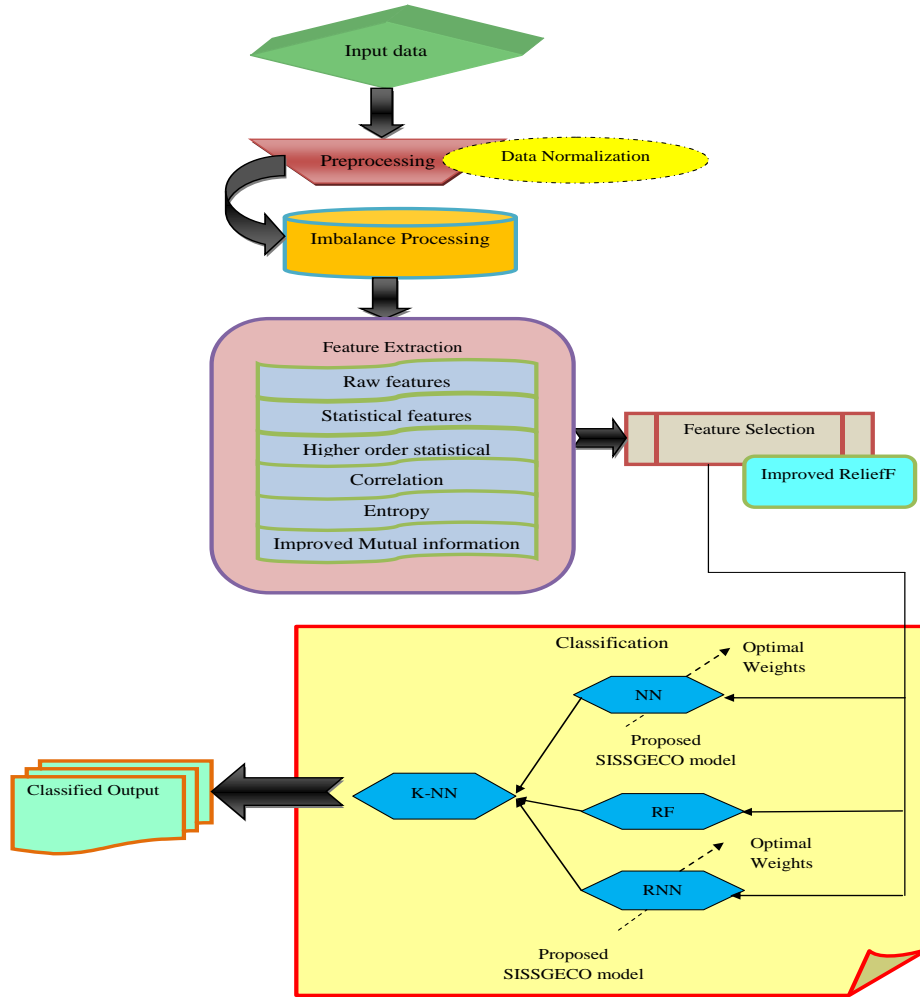 Input data
Preprocessing
Data Normalization
Imbalance Processing
Feature Extraction
Raw features
Statistical features
Higher order statistical
Correlation
Entropy
Improved Mutual information
Feature Selection
Improved ReliefF
Classification
Optimal
Weights
NN
Proposed
SISSGECO model
Classified Output
K-NN
RF
Optimal
Weights
RNN
Proposed
SISSGECO model